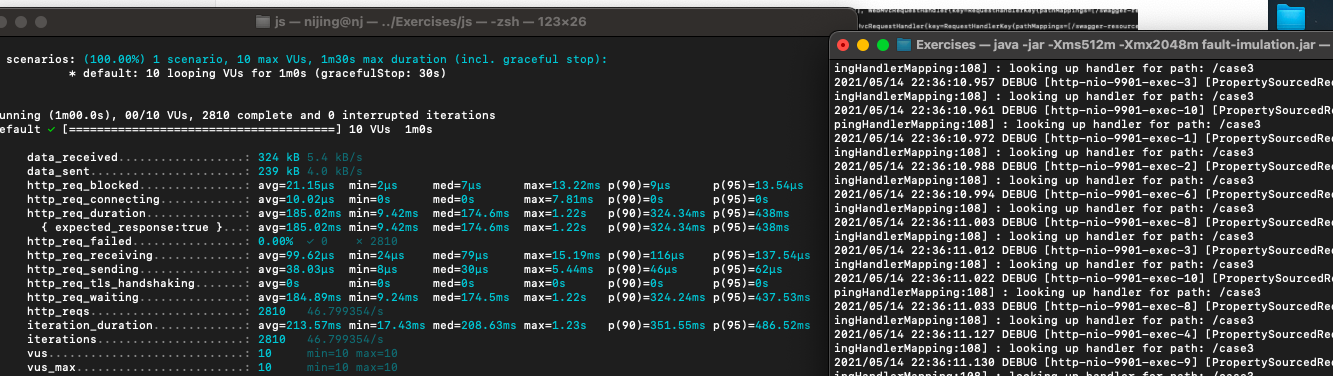 js — nijing@nj — ../Exercises/js — -zsh — 123×26
scenarios: (100.00%) 1 scenario, 10 max VUs, 1m30s max duration (incl. graceful stop):
* default: 10 looping VUs for 1m0s (gracefulStop: 30s)
unning (1m00.0s), 00/10 VUs, 2810 complete and 0 interrupted iterations
efault ✓ [======================================] 10 VUs  1m0s
data_received..................: 324 kB 5.4 kB/s
data_sent......................: 239 kB 4.0 kB/s
http_req_blocked...............: avg=21.15µs  min=2µs     med=7µs      max=13.22ms p(90)=9µs      p(95)=13.54µs
http_req_connecting............: avg=10.02µs  min=0s      med=0s       max=7.81ms  p(90)=0s       p(95)=0s
http_req_duration..............: avg=185.02ms min=9.42ms  med=174.6ms  max=1.22s   p(90)=324.34ms p(95)=438ms
{ expected_response:true }...: avg=185.02ms min=9.42ms  med=174.6ms  max=1.22s   p(90)=324.34ms p(95)=438ms
http_req_failed................: 0.00%  ✓ 0    ✗ 2810
http_req_receiving.............: avg=99.62µs  min=24µs    med=79µs     max=15.19ms p(90)=116µs    p(95)=137.54µs
http_req_sending...............: avg=38.03µs  min=8µs     med=30µs     max=5.44ms  p(90)=46µs     p(95)=62µs
http_req_tls_handshaking.......: avg=0s       min=0s      med=0s       max=0s      p(90)=0s       p(95)=0s
http_req_waiting...............: avg=184.89ms min=9.24ms  med=174.5ms  max=1.22s   p(90)=324.24ms p(95)=437.53ms
http_reqs......................: 2810   46.799354/s
iteration_duration.............: avg=213.57ms min=17.43ms med=208.63ms max=1.23s   p(90)=351.55ms p(95)=486.52ms
iterations.....................: 2810   46.799354/s
vus............................: 10     min=10 max=10
vus_max........................: 10     min=10 max=10
vcRequestHandler{key=RequestHandlerKey{pathMappings=[/swagger-resource
Exercises — java -jar -Xms512m -Xmx2048m fault-imulation.jar —
ingHandlerMapping:108] : looking up handler for path: /case3
2021/05/14 22:36:10.957 DEBUG [http-nio-9901-exec-3] [PropertySourcedRe
ingHandlerMapping:108] : looking up handler for path: /case3
2021/05/14 22:36:10.961 DEBUG [http-nio-9901-exec-10] [PropertySourcedR
pingHandlerMapping:108] : looking up handler for path: /case3
2021/05/14 22:36:10.972 DEBUG [http-nio-9901-exec-1] [PropertySourcedRe
ingHandlerMapping:108] : looking up handler for path: /case3
2021/05/14 22:36:10.988 DEBUG [http-nio-9901-exec-2] [PropertySourcedRe
ingHandlerMapping:108] : looking up handler for path: /case3
2021/05/14 22:36:10.994 DEBUG [http-nio-9901-exec-6] [PropertySourcedRe
ingHandlerMapping:108] : looking up handler for path: /case3
2021/05/14 22:36:11.003 DEBUG [http-nio-9901-exec-8] [PropertySourcedRe
ingHandlerMapping:108] : looking up handler for path: /case3
2021/05/14 22:36:11.012 DEBUG [http-nio-9901-exec-3] [PropertySourcedRe
ingHandlerMapping:108] : looking up handler for path: /case3
2021/05/14 22:36:11.022 DEBUG [http-nio-9901-exec-10] [PropertySourcedR
pingHandlerMapping:108] : looking up handler for path: /case3
2021/05/14 22:36:11.033 DEBUG [http-nio-9901-exec-8] [PropertySourcedRe
ingHandlerMapping:108] : looking up handler for path: /case3
2021/05/14 22:36:11.127 DEBUG [http-nio-9901-exec-4] [PropertySourcedRe
ingHandlerMapping:108] : looking up handler for path: /case3
2021/05/14 22:36:11.130 DEBUG [http-nio-9901-exec-9] [PropertySourcedRe
ingHandlerMapping:108] : looking up handler for path: /case3